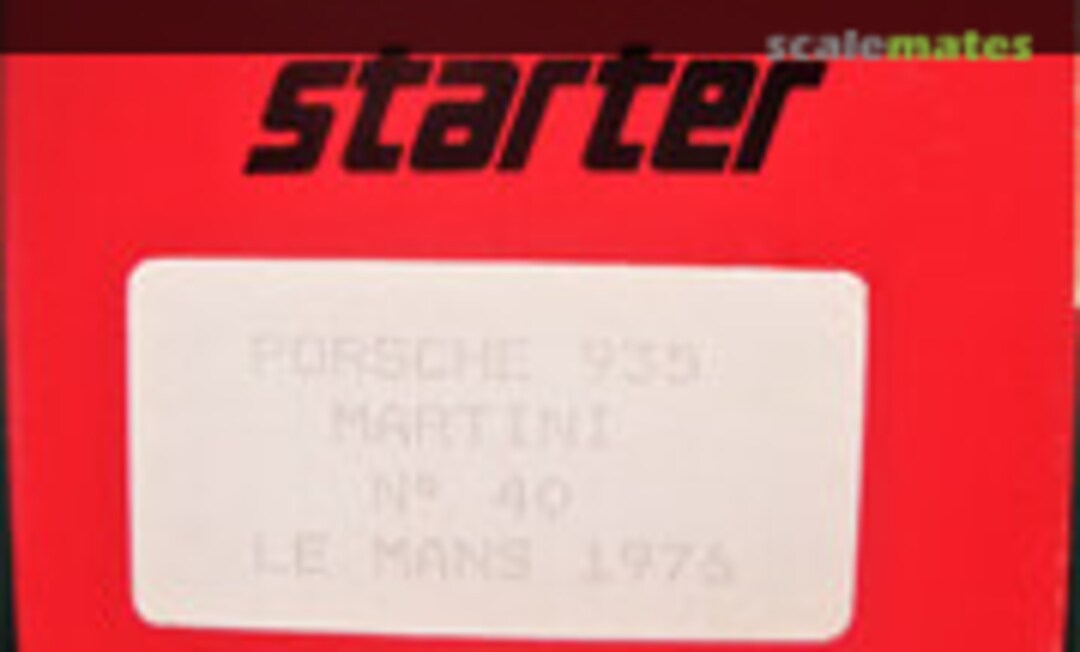 scalemates
starter
PORSCHE 935
MARTINI
N° 40
LE MANS 1976